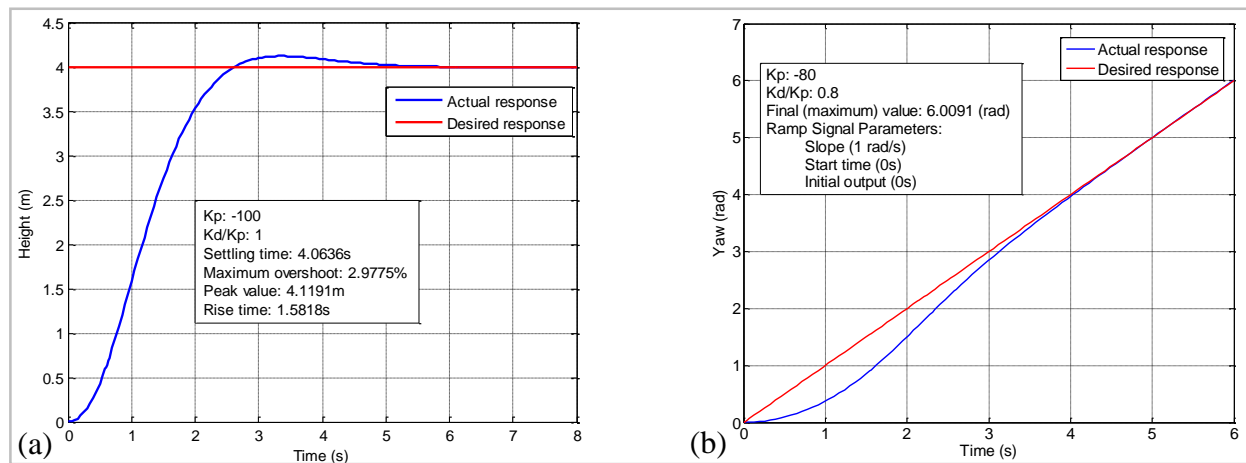 4.5
4
3.5
3
2.5
2
1.5
1
0.5
0
Height (m)
Actual response
Desired response
Kp: -100
Kd/Kp: 1
Settling time: 4.0636s
Maximum overshoot: 2.9775%
Peak value: 4.1191m
Rise time: 1.5818s
0 1 2 3 4 5 6 7 8
Time (s)
(a)
7
6
5
4
3
2
1
0
Yaw (rad)
Actual response
Desired response
Kp: -80
Kd/Kp: 0.8
Final (maximum) value: 6.0091 (rad)
Ramp Signal Parameters:
Slope (1 rad/s)
Start time (0s)
Initial output (0s)
0 1 2 3 4 5 6
Time (s)
(b)